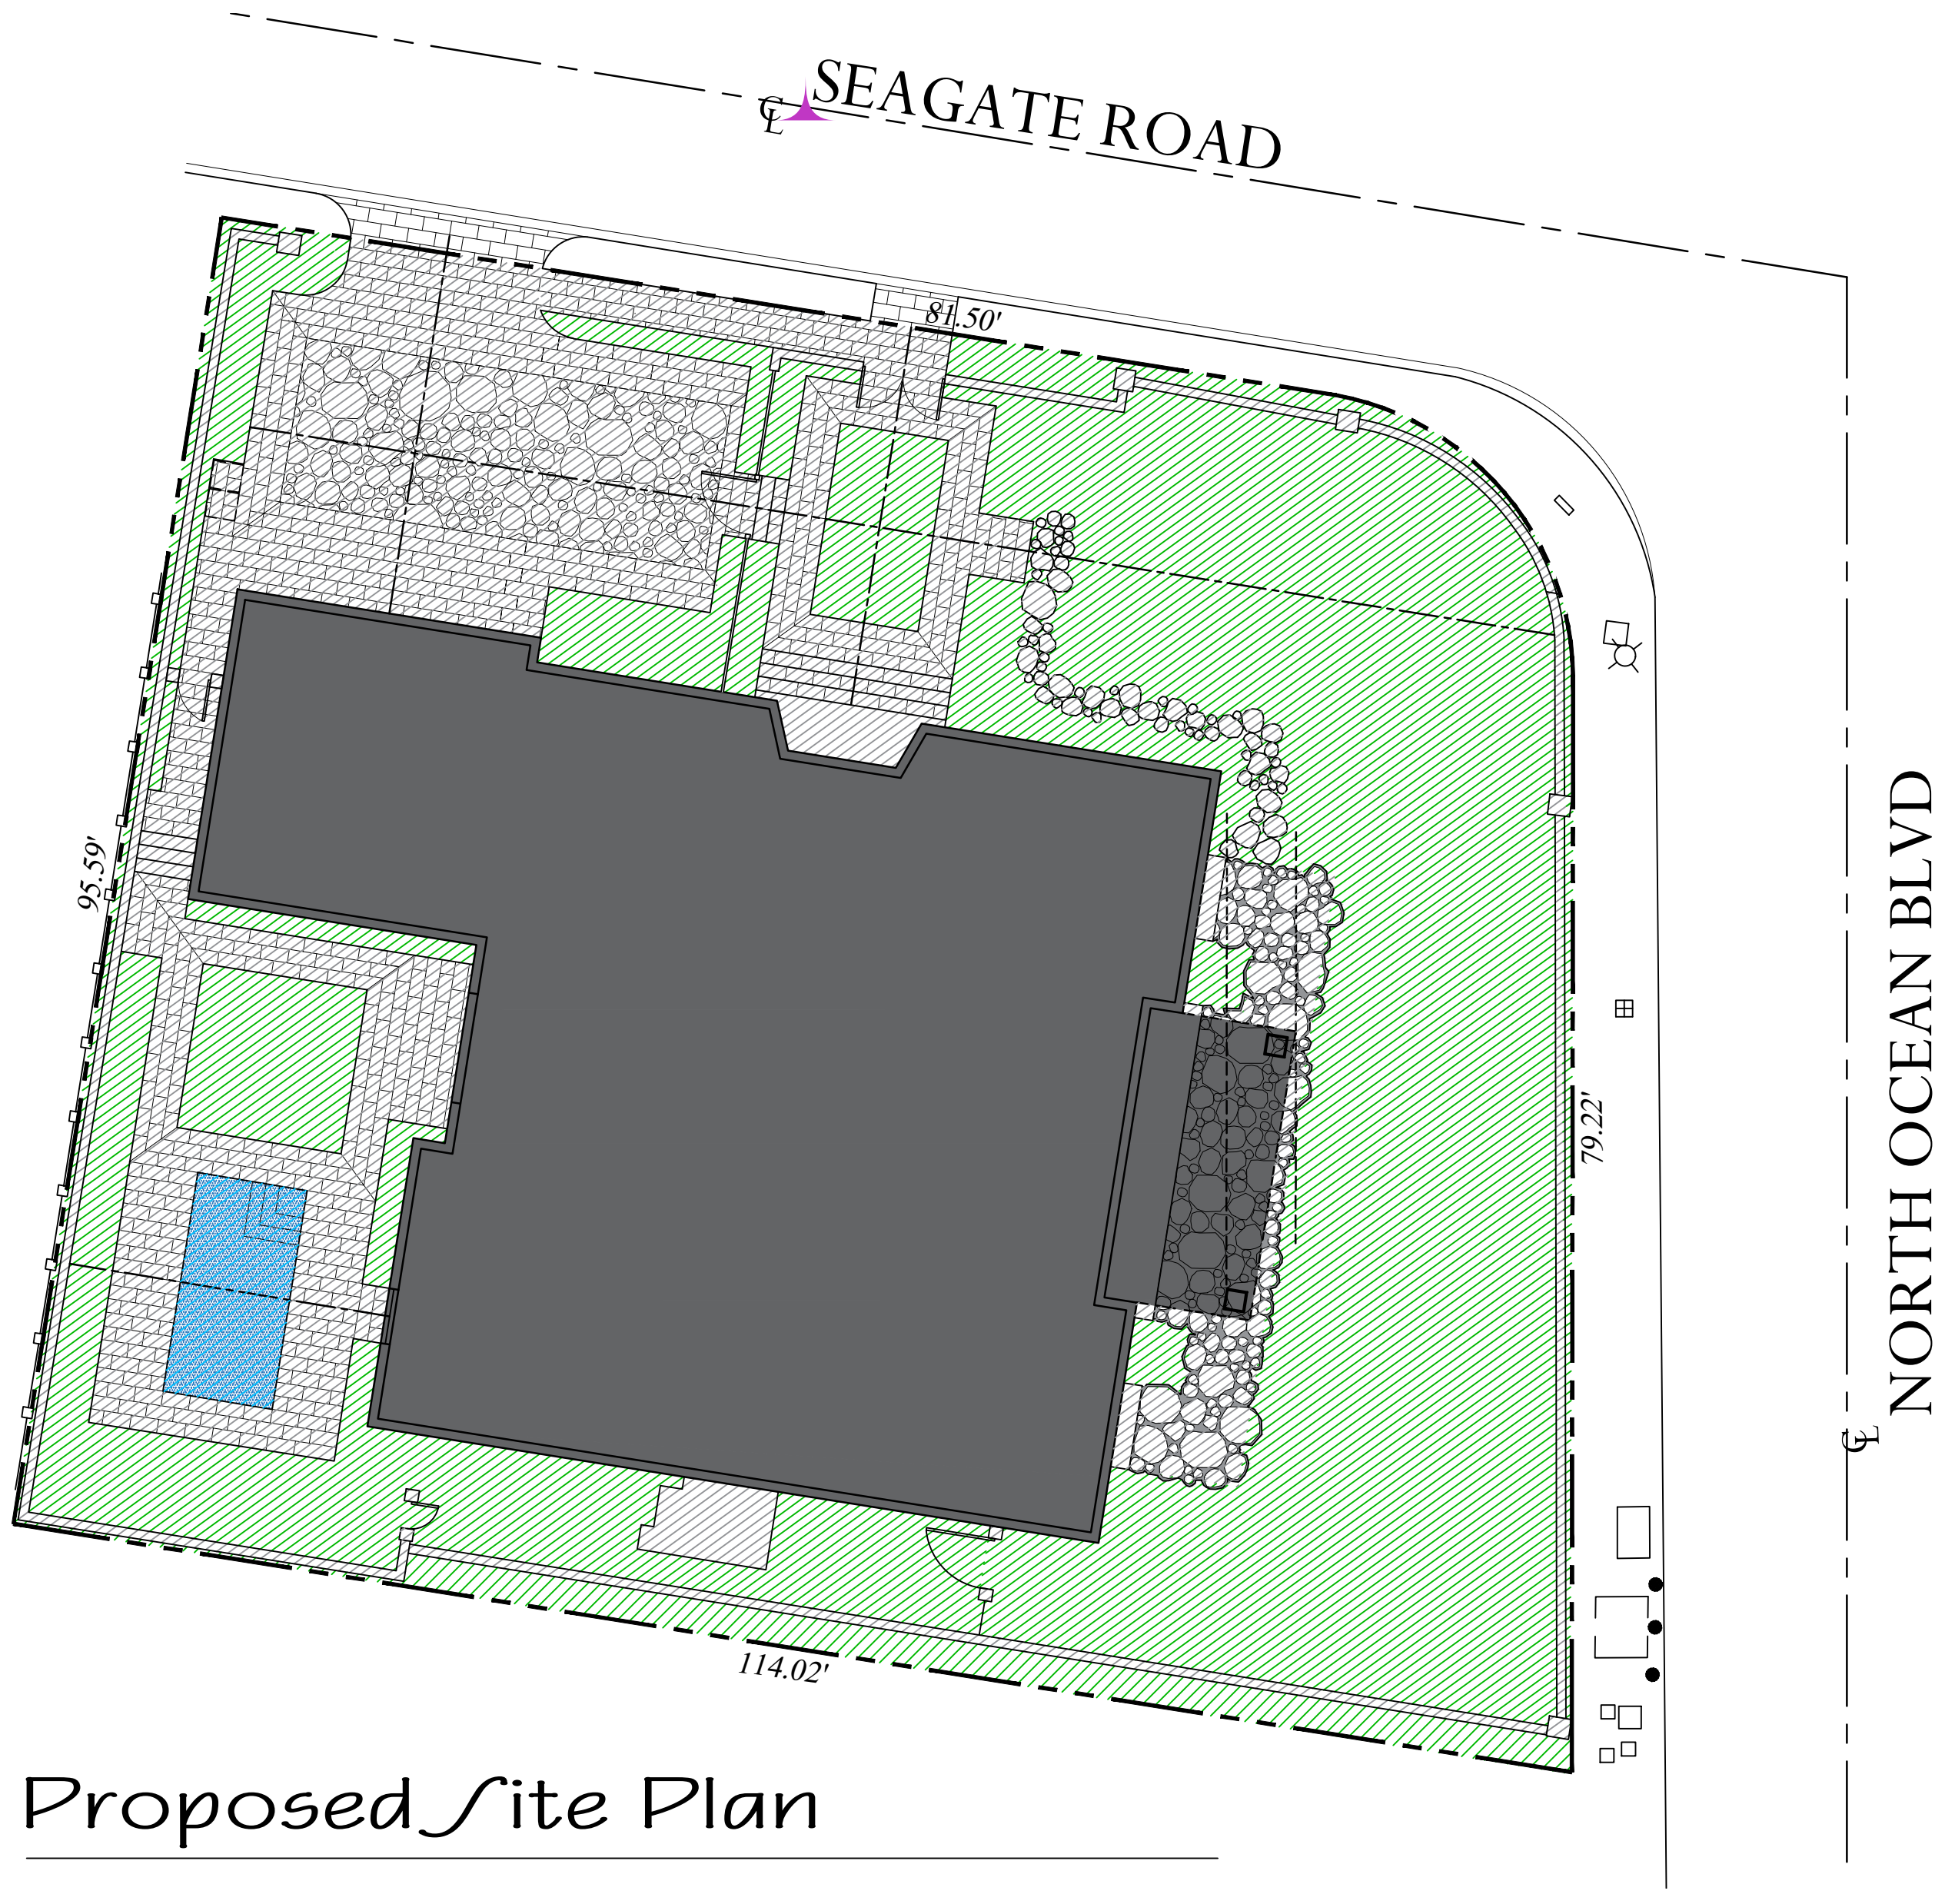 SEAGATE ROAD
℄
81.50'
95.59'
79.22'
NORTH OCEAN BLVD
℄
114.02'
Proposed Site Plan